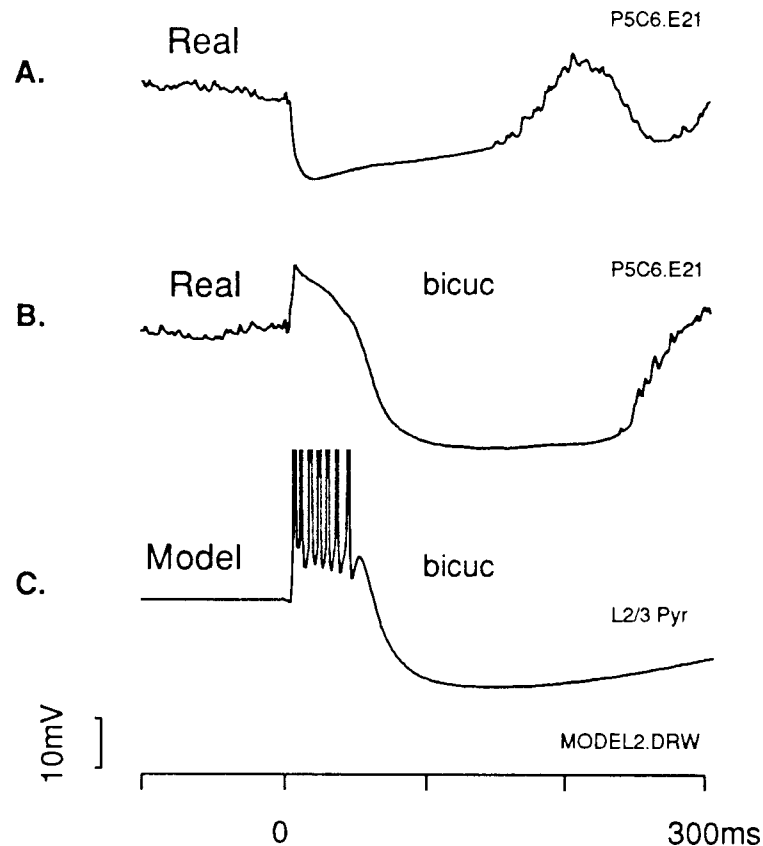 P5C6.E21
Real
A.
P5C6.E21
Real
bicuc
B.
Model
bicuc
C.
L2/3 Pyr
10mV
MODEL2.DRW
0
300ms